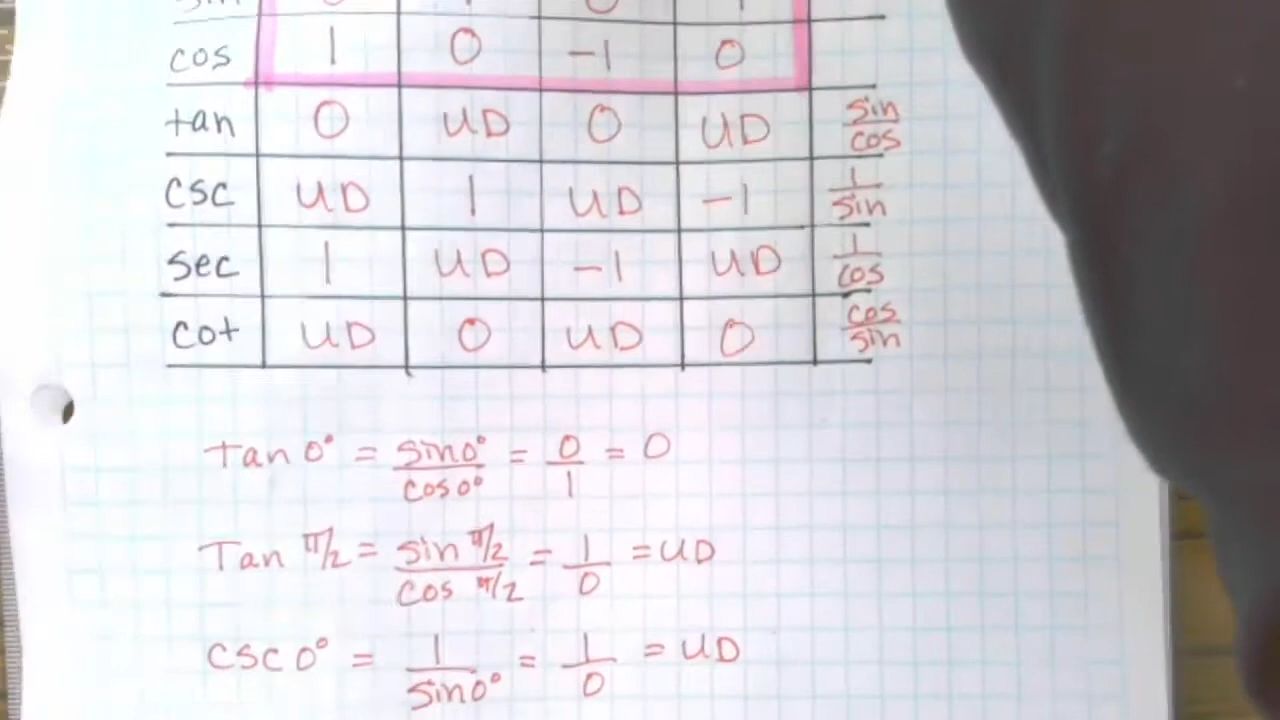 cos 1 0 -1 0
tan 0 UD 0 UD sin/cos
csc UD 1 UD -1 1/sin
sec 1 UD -1 UD 1/cos
cot UD 0 UD 0 cos/sin
tan 0° = sin0°/cos0° = 0/1 = 0
Tan π/2 = sin π/2/cos π/2 = 1/0 = UD
csc 0° = 1/sin0° = 1/0 = UD